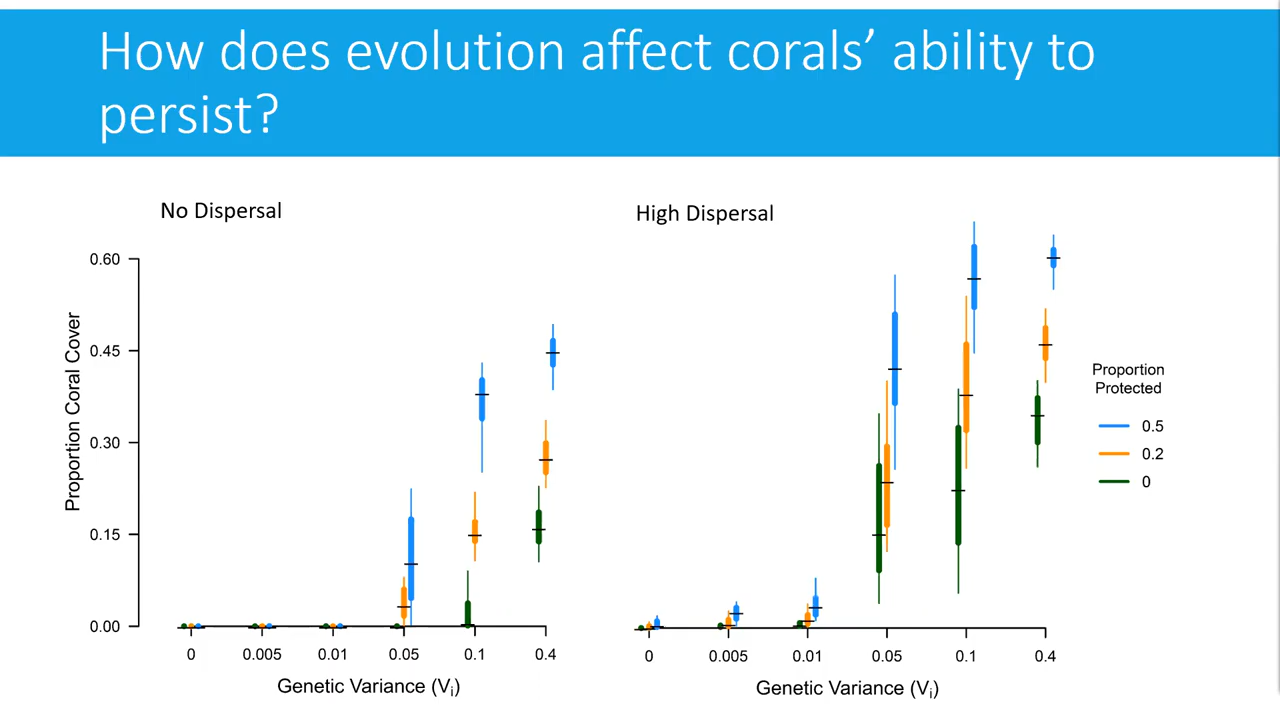 How does evolution affect corals’ ability to
persist?
No Dispersal
High Dispersal
Proportion Coral Cover
0.60
0.45
0.30
0.15
0.00
0 0.005 0.01 0.05 0.1 0.4
Genetic Variance (Vi)
0 0.005 0.01 0.05 0.1 0.4
Genetic Variance (Vi)
Proportion
Protected
0.5
0.2
0